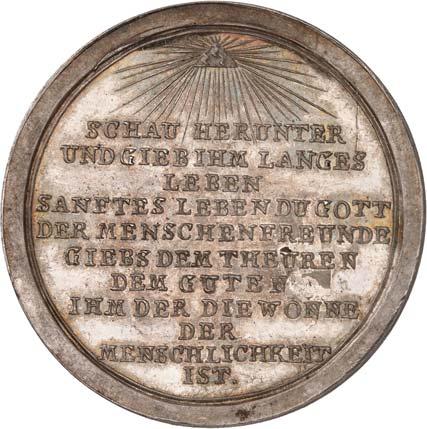 SCHAU HERUNTER
UND GIEB IHM LANGES
LEBEN
SANFTES LEBEN DU GOTT
DER MENSCHENFREUNDE
GIEBS DEM THEUREN
DEM GUTEN
IHM DER DIE WONNE
DER
MENSCHLICHKEIT
IST.